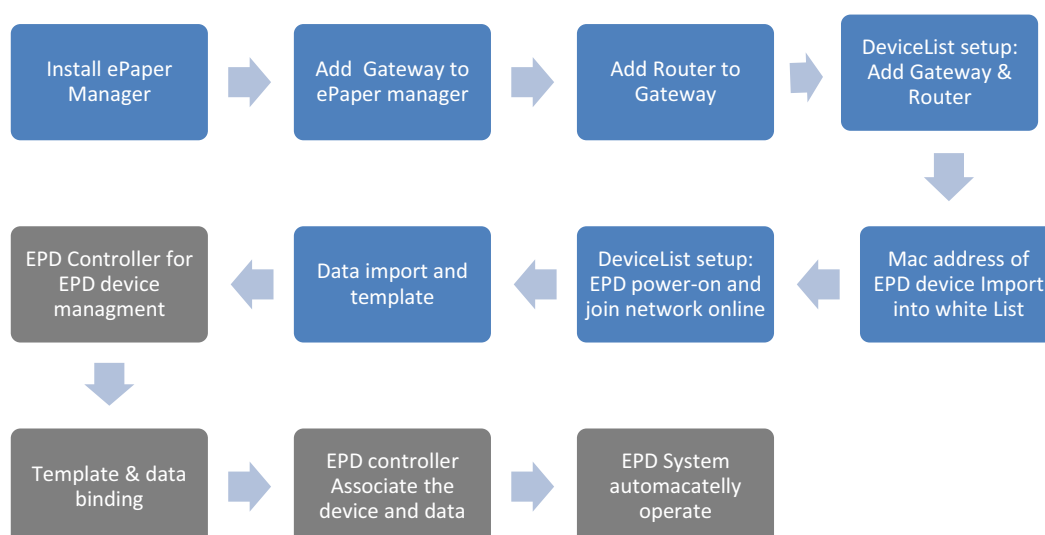 Install ePaper
Manager
Add Gateway to
ePaper manager
Add Router to
Gateway
DeviceList setup:
Add Gateway &
Router
Mac address of
EPD device Import
into white List
DeviceList setup:
EPD power-on and
join network online
Data import and
template
EPD Controller for
EPD device
managment
Template & data
binding
EPD controller
Associate the
device and data
EPD System
automacatelly
operate